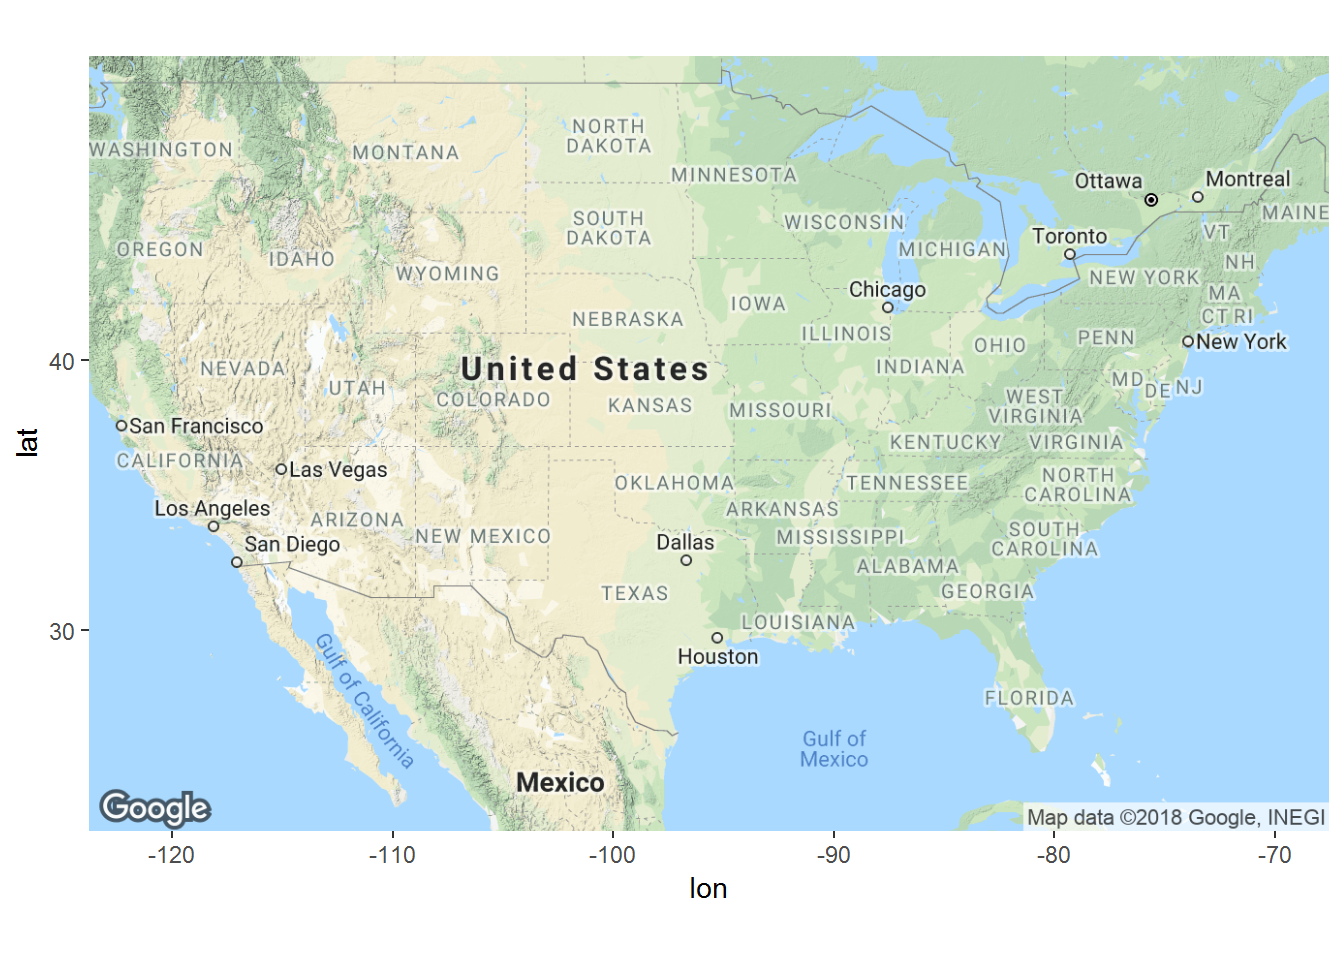 NORTH
DAKOTA
WASHINGTON
MONTANA
MINNESOTA
Ottawa
Montreal
MAINE
SOUTH
DAKOTA
WISCONSIN
VT
OREGON
IDAHO
MICHIGAN
Toronto
NH
WYOMING
NEW YORK
Chicago
MA
IOWA
CT RI
NEBRASKA
ILLINOIS
PENN
New York
OHIO
40
NEVADA
United States
INDIANA
UTAH
COLORADO
KANSAS
MISSOURI
WEST
VIRGINIA
MD
DE
NJ
lat
San Francisco
KENTUCKY
VIRGINIA
CALIFORNIA
Las Vegas
OKLAHOMA
TENNESSEE
NORTH
CAROLINA
Los Angeles
ARIZONA
ARKANSAS
NEW MEXICO
MISSISSIPPI
SOUTH
CAROLINA
San Diego
Dallas
ALABAMA
TEXAS
GEORGIA
30
LOUISIANA
Houston
Gulf of California
FLORIDA
Gulf of
Mexico
Mexico
Google
Map data ©2018 Google, INEGI
-120
-110
-100
-90
-80
-70
lon